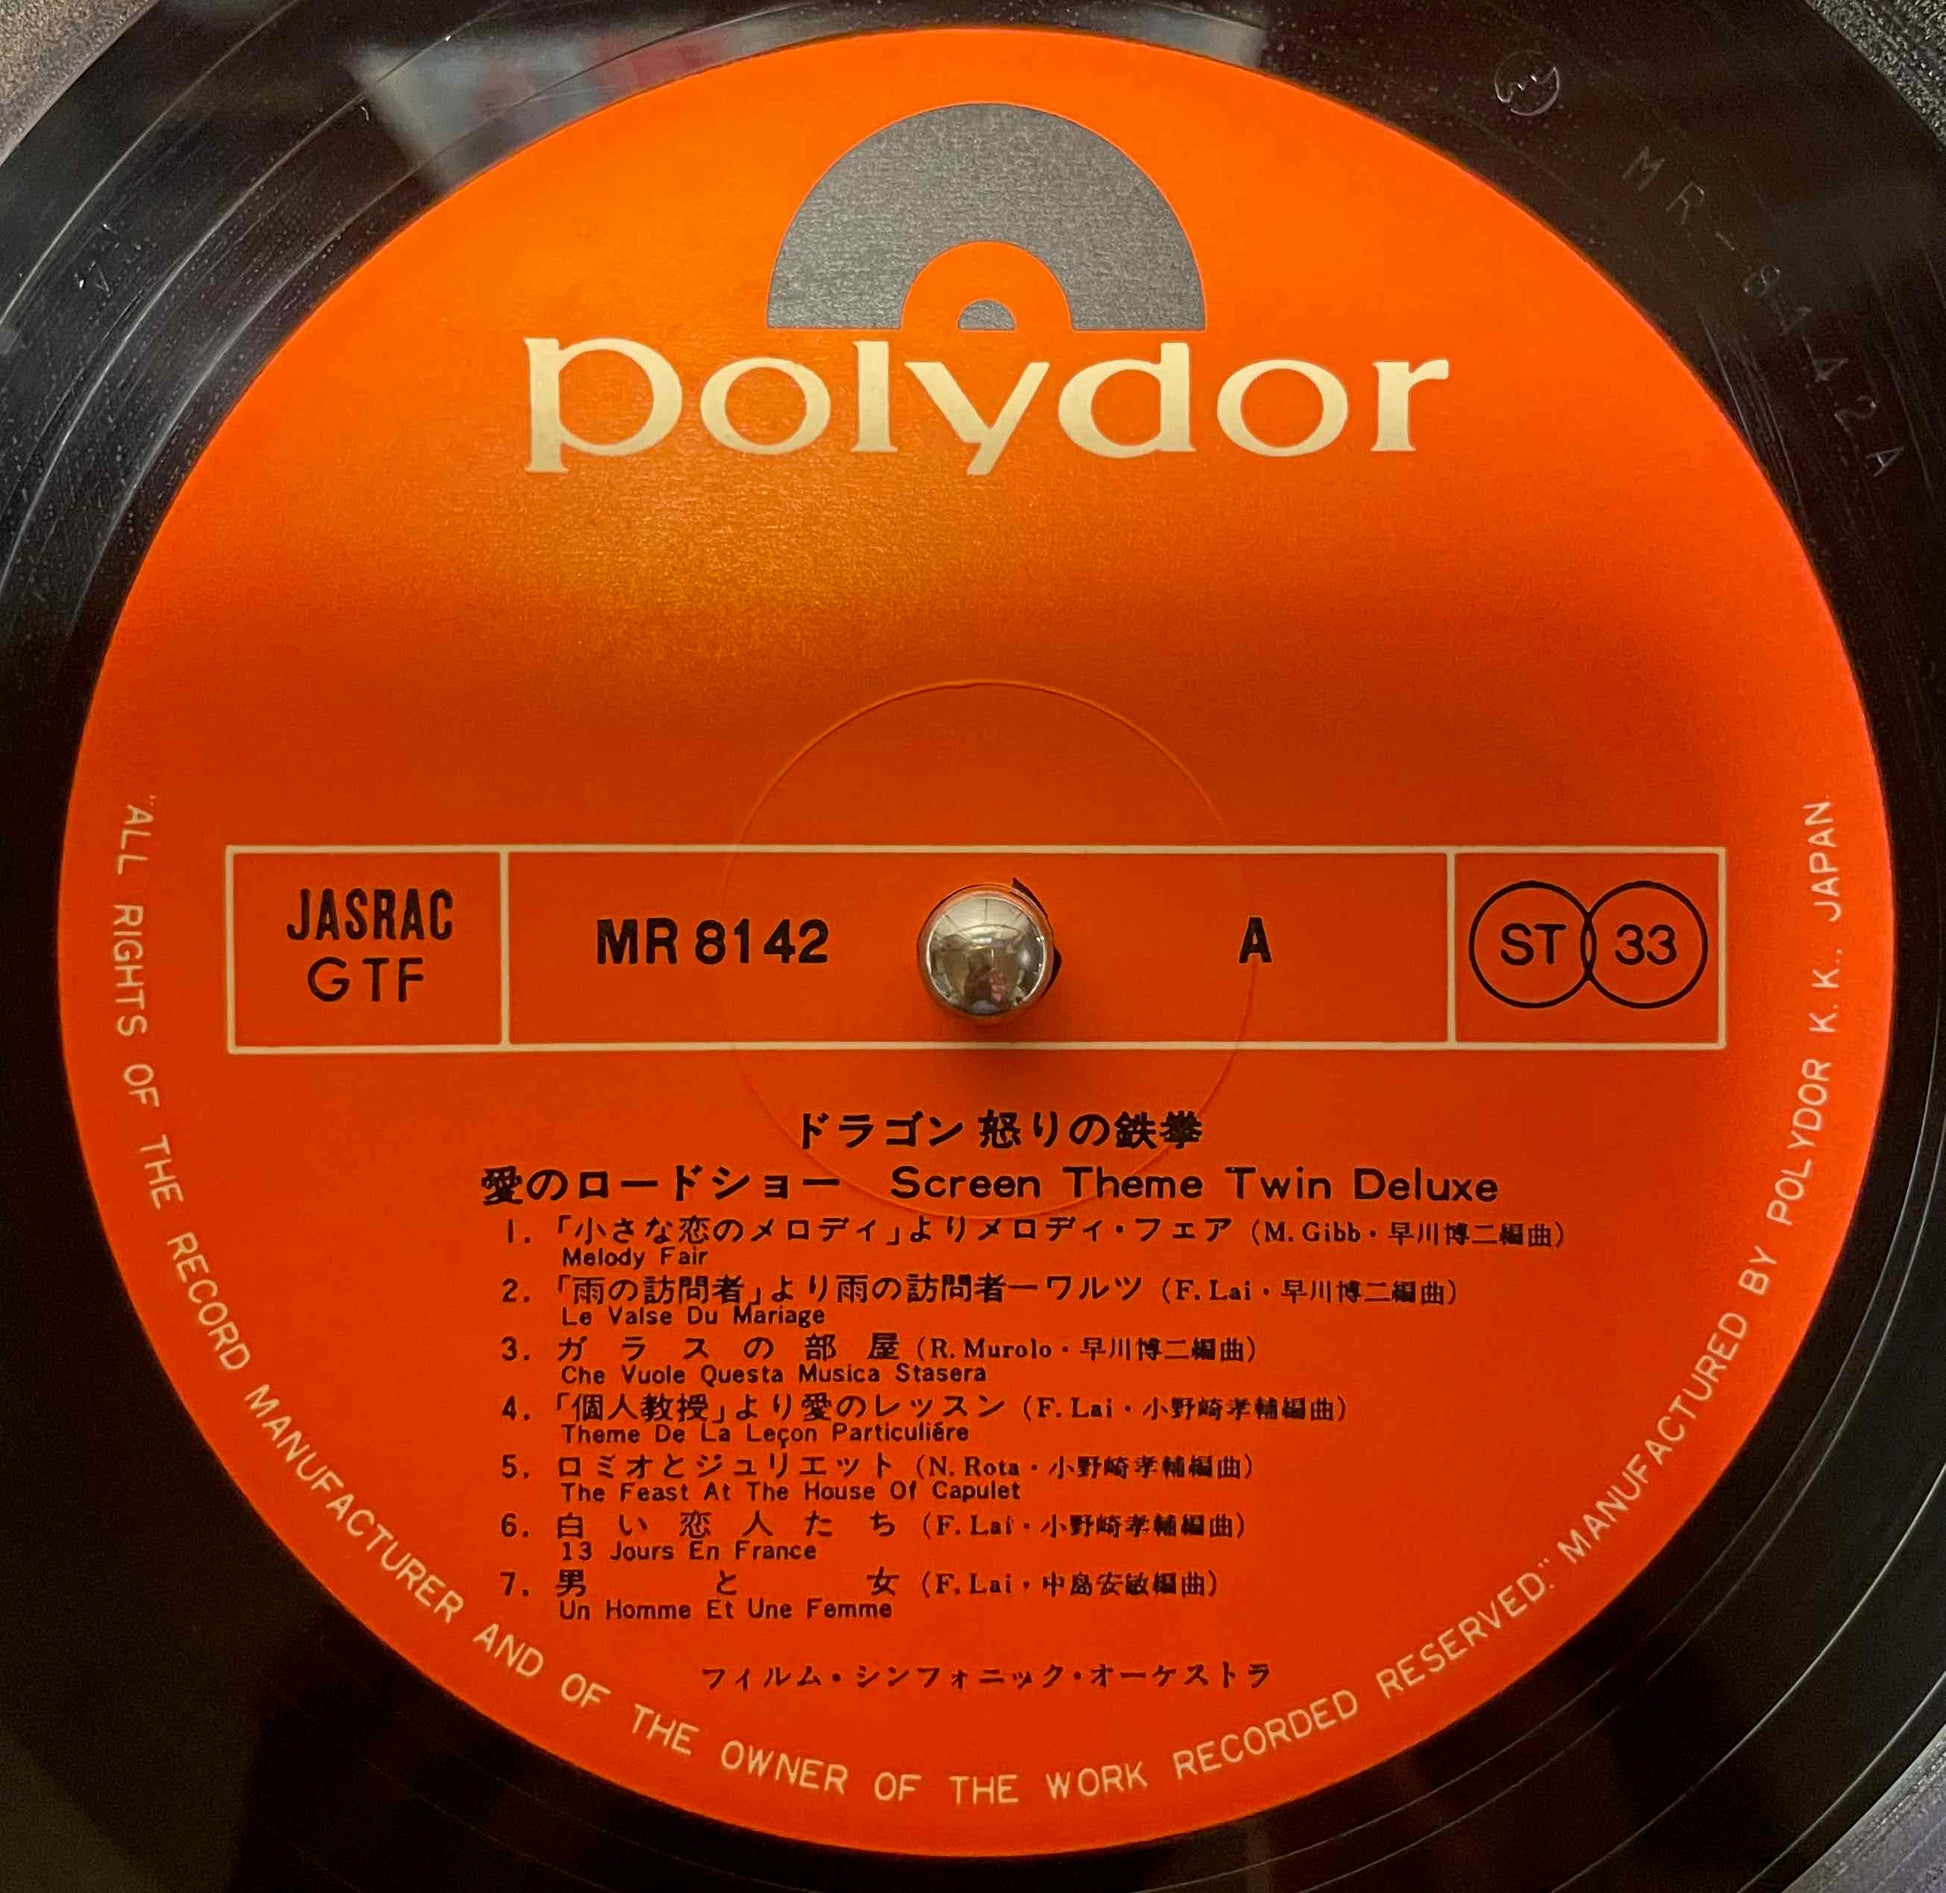 polydor
JASRAC
GTF
MR 8142
A
ST 33
ドラゴン 怒りの鉄拳
愛のロードショー Screen Theme Twin Deluxe
1. 「小さな恋のメロディ」よりメロディ・フェア (M. Gibb・早川博二編曲)
Melody Fair
2. 「雨の訪問者」より雨の訪問者ーワルツ (F. Lai・早川博二編曲)
Le Valse Du Mariage
3. ガラスの部屋 (R. Murolo・早川博二編曲)
Che Vuole Questa Musica Stasera
4. 「個人教授」より愛のレッスン (F. Lai・小野崎孝輔編曲)
Theme De La Leçon Particuliére
5. ロミオとジュリエット (N. Rota・小野崎孝輔編曲)
The Feast At The House Of Capulet
6. 白い恋人たち (F. Lai・小野崎孝輔編曲)
13 Jours En France
7. 男と女 (F. Lai・中島安敏編曲)
Un Homme Et Une Femme
フィルム・シンフォニック・オーケストラ
"ALL RIGHTS OF THE RECORD MANUFACTURER AND OF THE OWNER OF THE WORK RECORDED RESERVED." MANUFACTURED BY POLYDOR K. K., JAPAN.